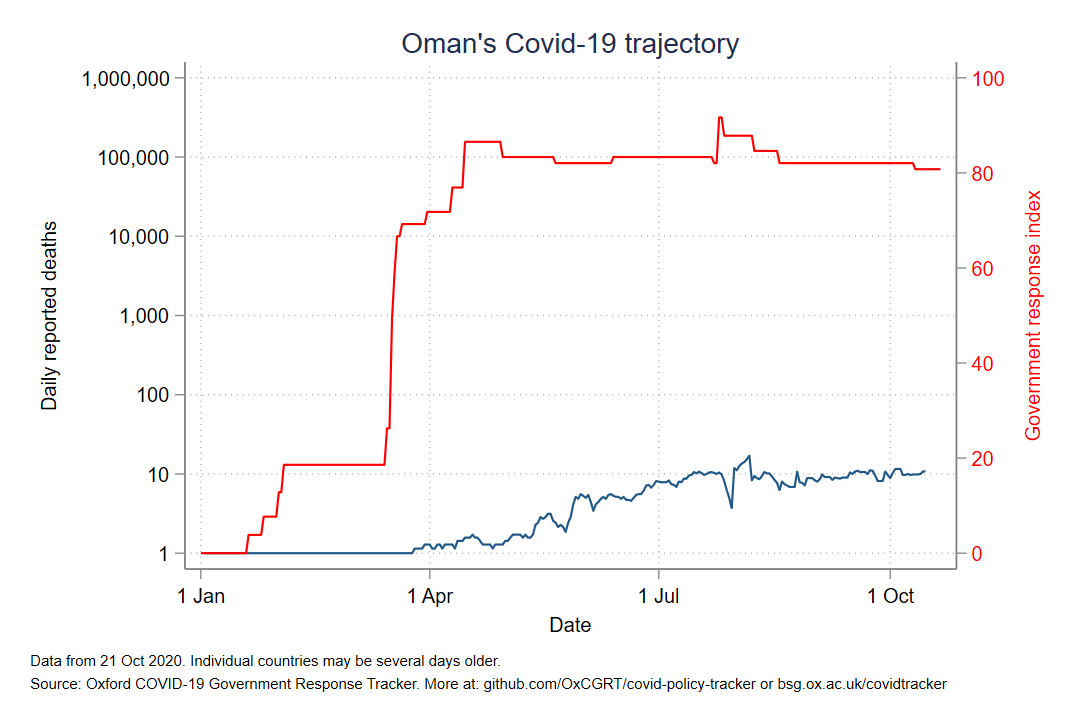 Oman's Covid-19 trajectory
1,000,000
100,000
10,000
1,000
100
10
1
Daily reported deaths
100
80
60
40
20
0
Government response index
1 Jan
1 Apr
1 Jul
1 Oct
Date
Data from 21 Oct 2020. Individual countries may be several days older.
Source: Oxford COVID-19 Government Response Tracker. More at: github.com/OxCGRT/covid-policy-tracker or bsg.ox.ac.uk/covidtracker